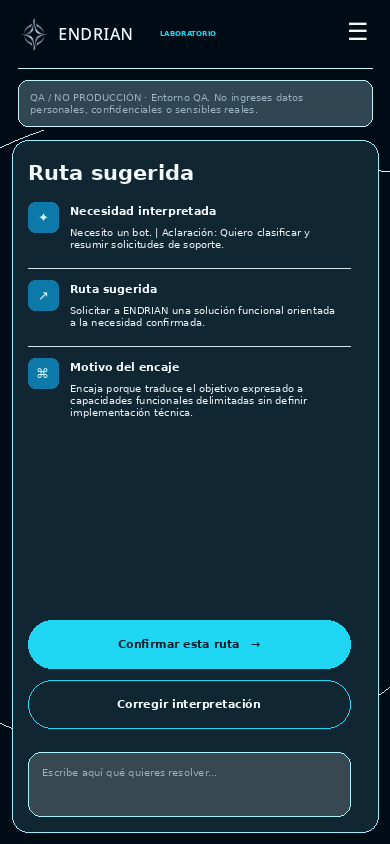 ENDRIAN
LABORATORIO
☰
QA / NO PRODUCCIÓN · Entorno QA. No ingreses datos
personales, confidenciales o sensibles reales.
Ruta sugerida
✦
Necesidad interpretada
Necesito un bot. | Aclaración: Quiero clasificar y
resumir solicitudes de soporte.
↗
Ruta sugerida
Solicitar a ENDRIAN una solución funcional orientada
a la necesidad confirmada.
⌘
Motivo del encaje
Encaja porque traduce el objetivo expresado a
capacidades funcionales delimitadas sin definir
implementación técnica.
Confirmar esta ruta →
Corregir interpretación
Escribe aquí qué quieres resolver...